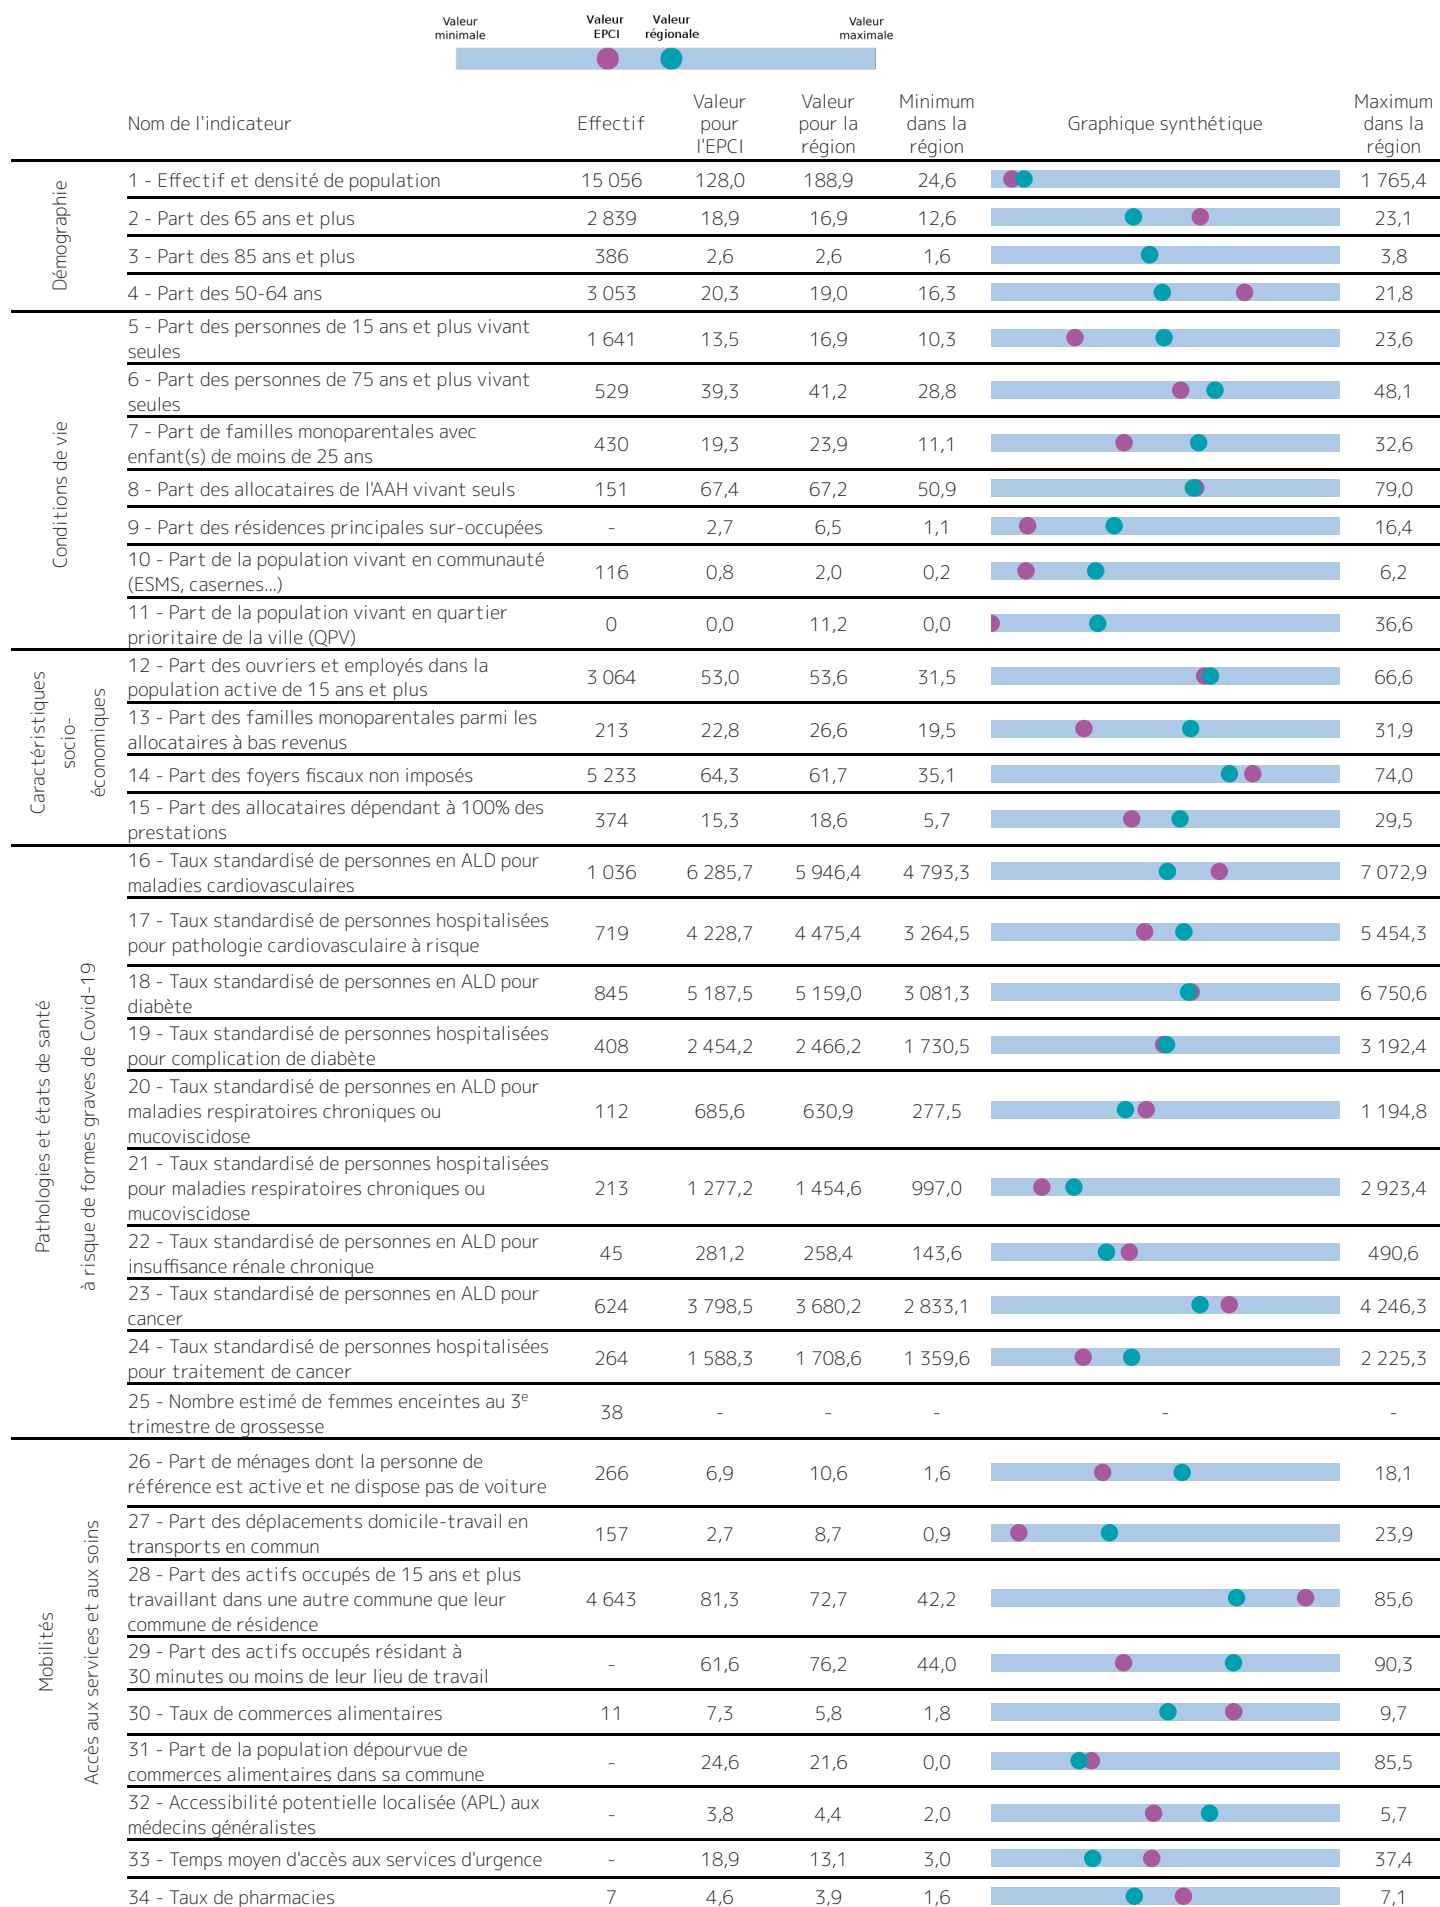 Valeur minimale
Valeur EPCI
Valeur régionale
Valeur maximale
Nom de l'indicateur
Effectif
Valeur pour l'EPCI
Valeur pour la région
Minimum dans la région
Graphique synthétique
Maximum dans la région
Démographie
1 - Effectif et densité de population 15 056 128,0 188,9 24,6 1 765,4
2 - Part des 65 ans et plus 2 839 18,9 16,9 12,6 23,1
3 - Part des 85 ans et plus 386 2,6 2,6 1,6 3,8
4 - Part des 50-64 ans 3 053 20,3 19,0 16,3 21,8
Conditions de vie
5 - Part des personnes de 15 ans et plus vivant
seules 1 641 13,5 16,9 10,3 23,6
6 - Part des personnes de 75 ans et plus vivant
seules 529 39,3 41,2 28,8 48,1
7 - Part de familles monoparentales avec
enfant(s) de moins de 25 ans 430 19,3 23,9 11,1 32,6
8 - Part des allocataires de l'AAH vivant seuls 151 67,4 67,2 50,9 79,0
9 - Part des résidences principales sur-occupées - 2,7 6,5 1,1 16,4
10 - Part de la population vivant en communauté
(ESMS, casernes...) 116 0,8 2,0 0,2 6,2
11 - Part de la population vivant en quartier
prioritaire de la ville (QPV) 0 0,0 11,2 0,0 36,6
Caractéristiques
socio-
économiques
12 - Part des ouvriers et employés dans la
population active de 15 ans et plus 3 064 53,0 53,6 31,5 66,6
13 - Part des familles monoparentales parmi les
allocataires à bas revenus 213 22,8 26,6 19,5 31,9
14 - Part des foyers fiscaux non imposés 5 233 64,3 61,7 35,1 74,0
15 - Part des allocataires dépendant à 100% des
prestations 374 15,3 18,6 5,7 29,5
Pathologies et états de santé
à risque de formes graves de Covid-19
16 - Taux standardisé de personnes en ALD pour
maladies cardiovasculaires 1 036 6 285,7 5 946,4 4 793,3 7 072,9
17 - Taux standardisé de personnes hospitalisées
pour pathologie cardiovasculaire à risque 719 4 228,7 4 475,4 3 264,5 5 454,3
18 - Taux standardisé de personnes en ALD pour
diabète 845 5 187,5 5 159,0 3 081,3 6 750,6
19 - Taux standardisé de personnes hospitalisées
pour complication de diabète 408 2 454,2 2 466,2 1 730,5 3 192,4
20 - Taux standardisé de personnes en ALD pour
maladies respiratoires chroniques ou
mucoviscidose 112 685,6 630,9 277,5 1 194,8
21 - Taux standardisé de personnes hospitalisées
pour maladies respiratoires chroniques ou
mucoviscidose 213 1 277,2 1 454,6 997,0 2 923,4
22 - Taux standardisé de personnes en ALD pour
insuffisance rénale chronique 45 281,2 258,4 143,6 490,6
23 - Taux standardisé de personnes en ALD pour
cancer 624 3 798,5 3 680,2 2 833,1 4 246,3
24 - Taux standardisé de personnes hospitalisées
pour traitement de cancer 264 1 588,3 1 708,6 1 359,6 2 225,3
25 - Nombre estimé de femmes enceintes au 3e
trimestre de grossesse 38 - - - - -
Mobilités
Accès aux services et aux soins
26 - Part de ménages dont la personne de
référence est active et ne dispose pas de voiture 266 6,9 10,6 1,6 18,1
27 - Part des déplacements domicile-travail en
transports en commun 157 2,7 8,7 0,9 23,9
28 - Part des actifs occupés de 15 ans et plus
travaillant dans une autre commune que leur
commune de résidence 4 643 81,3 72,7 42,2 85,6
29 - Part des actifs occupés résidant à
30 minutes ou moins de leur lieu de travail - 61,6 76,2 44,0 90,3
30 - Taux de commerces alimentaires 11 7,3 5,8 1,8 9,7
31 - Part de la population dépourvue de
commerces alimentaires dans sa commune - 24,6 21,6 0,0 85,5
32 - Accessibilité potentielle localisée (APL) aux
médecins généralistes - 3,8 4,4 2,0 5,7
33 - Temps moyen d'accès aux services d'urgence - 18,9 13,1 3,0 37,4
34 - Taux de pharmacies 7 4,6 3,9 1,6 7,1